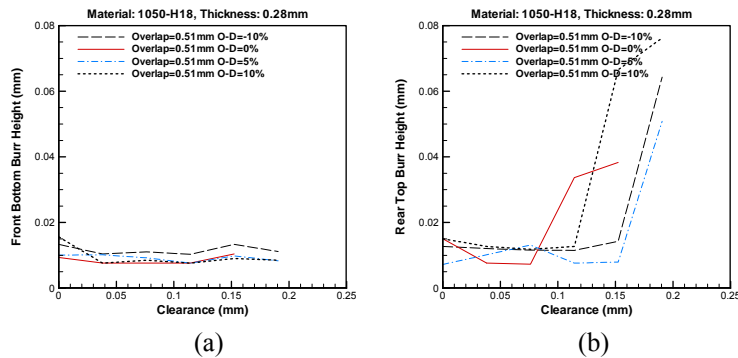 Material: 1050-H18, Thickness: 0.28mm
Overlap=0.51mm O-D=-10%
Overlap=0.51mm O-D=0%
Overlap=0.51mm O-D=5%
Overlap=0.51mm O-D=10%
Front Bottom Burr Height (mm)
0.08
0.06
0.04
0.02
0
0
0.05
0.1
0.15
0.2
0.25
Clearance (mm)
(a)
Material: 1050-H18, Thickness: 0.28mm
Overlap=0.51mm O-D=-10%
Overlap=0.51mm O-D=0%
Overlap=0.51mm O-D=5%
Overlap=0.51mm O-D=10%
Rear Top Burr Height (mm)
0.08
0.06
0.04
0.02
0
0
0.05
0.1
0.15
0.2
0.25
Clearance (mm)
(b)